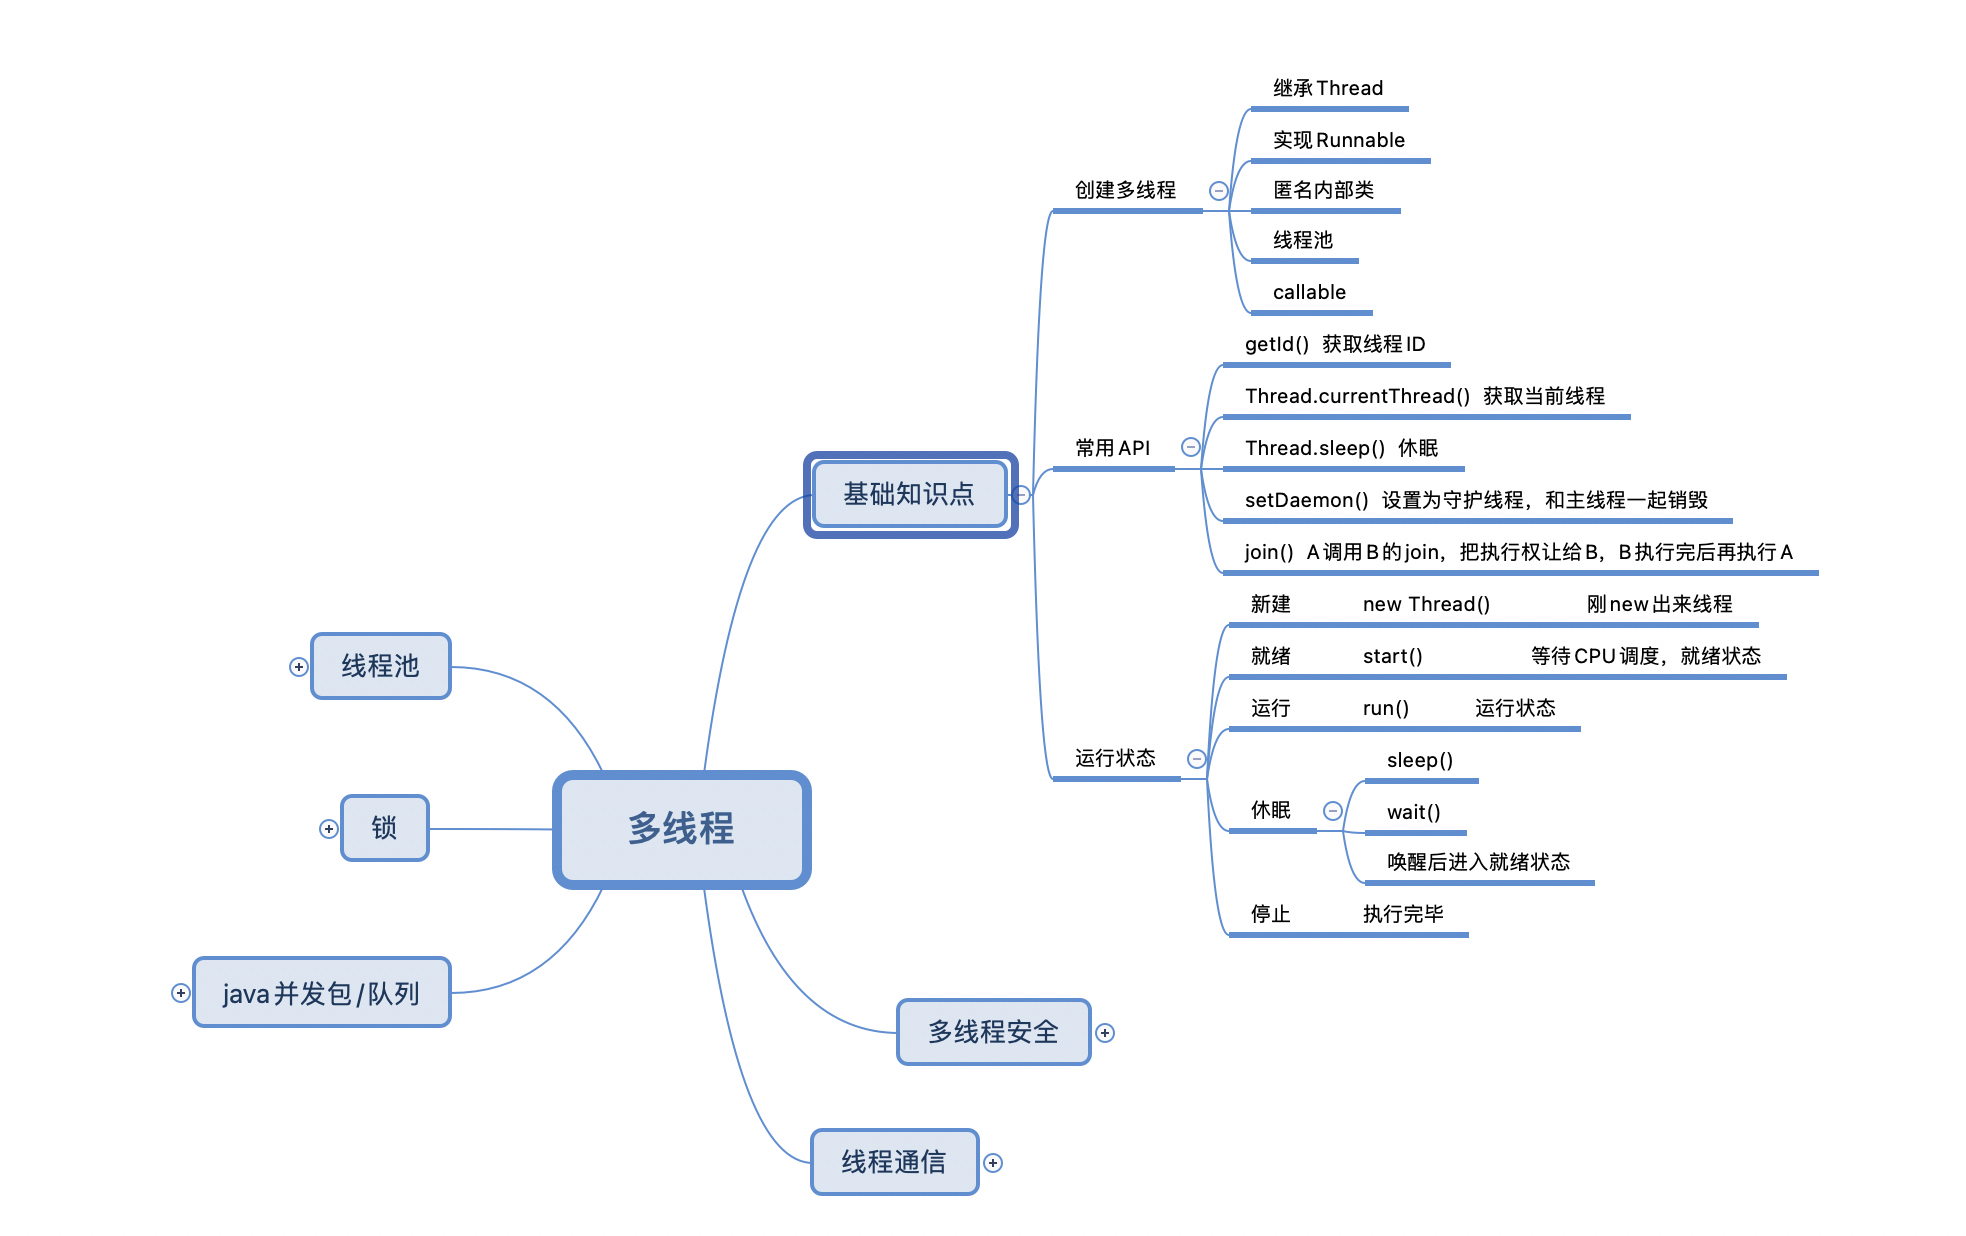 多线程
基础知识点
创建多线程
继承Thread
实现Runnable
匿名内部类
线程池
callable
常用API
getId() 获取线程ID
Thread.currentThread() 获取当前线程
Thread.sleep() 休眠
setDaemon() 设置为守护线程，和主线程一起销毁
join() A调用B的join，把执行权让给B，B执行完后再执行A
运行状态
新建 new Thread() 刚new出来线程
就绪 start() 等待CPU调度，就绪状态
运行 run() 运行状态
休眠
sleep()
wait()
唤醒后进入就绪状态
停止 执行完毕
多线程安全
线程通信
线程池
锁
java并发包/队列